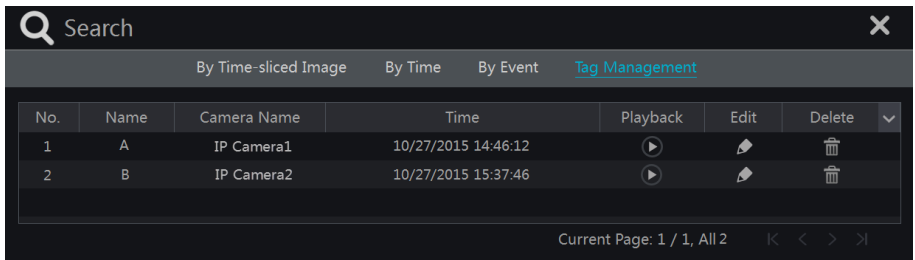 Search
By Time-sliced Image By Time By Event Tag Management
No. Name Camera Name Time Playback Edit Delete
1 A IP Camera1 10/27/2015 14:46:12
2 B IP Camera2 10/27/2015 15:37:46
Current Page: 1 / 1, All 2